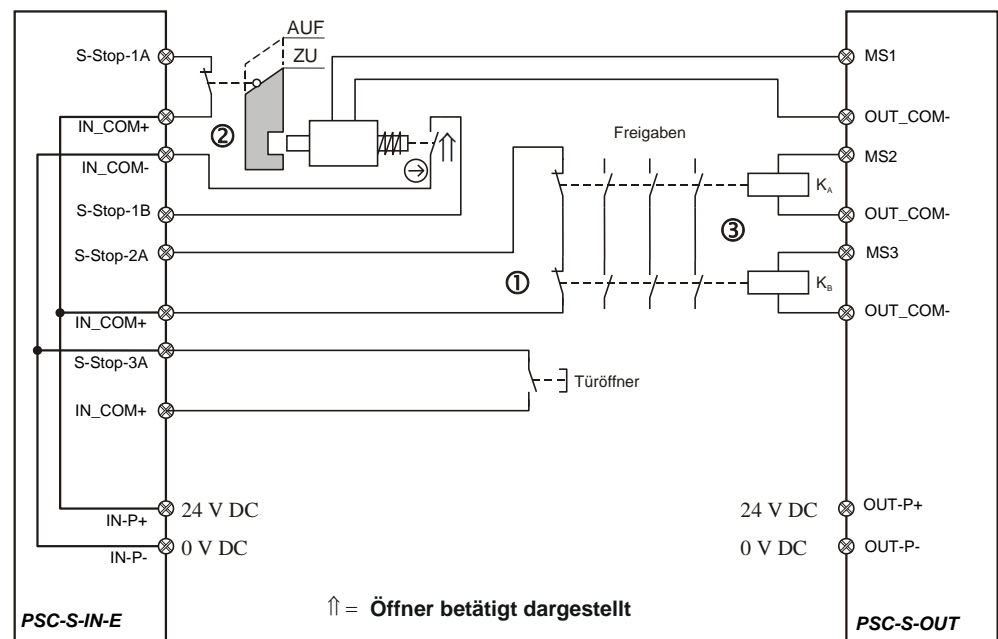 AUF
ZU
S-Stop-1A
IN_COM+
②
IN_COM-
⇑
S-Stop-1B
S-Stop-2A
①
IN_COM+
S-Stop-3A
IN_COM+
Türöffner
Freigaben
③
MS1
OUT_COM-
MS2
KA
OUT_COM-
MS3
KB
OUT_COM-
24 V DC
IN-P+
0 V DC
IN-P-
24 V DC
OUT-P+
0 V DC
OUT-P-
⇑ = Öffner betätigt dargestellt
PSC-S-IN-E
PSC-S-OUT